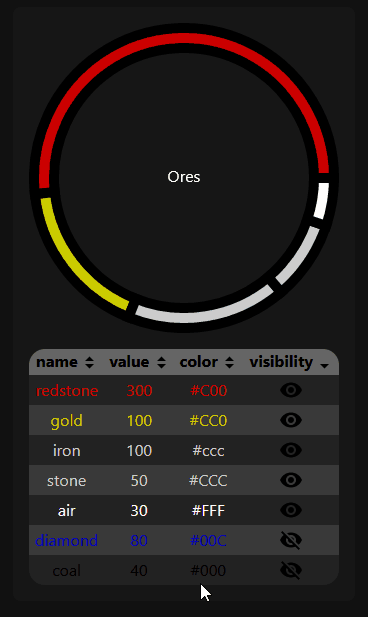 Ores
name value color visibility
redstone 300 #C00
gold 100 #CC0
iron 100 #ccc
stone 50 #CCC
air 30 #FFF
diamond 80 #00C
coal 40 #000